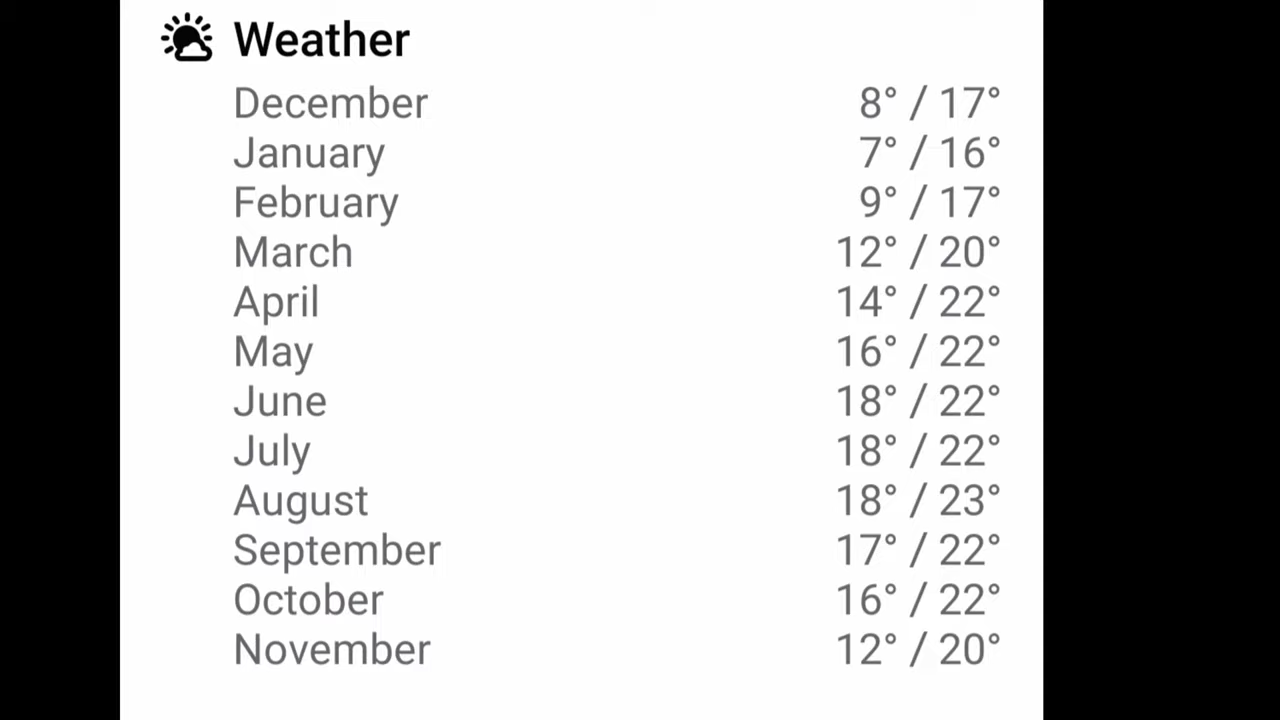 Weather
December 8° / 17°
January 7° / 16°
February 9° / 17°
March 12° / 20°
April 14° / 22°
May 16° / 22°
June 18° / 22°
July 18° / 22°
August 18° / 23°
September 17° / 22°
October 16° / 22°
November 12° / 20°